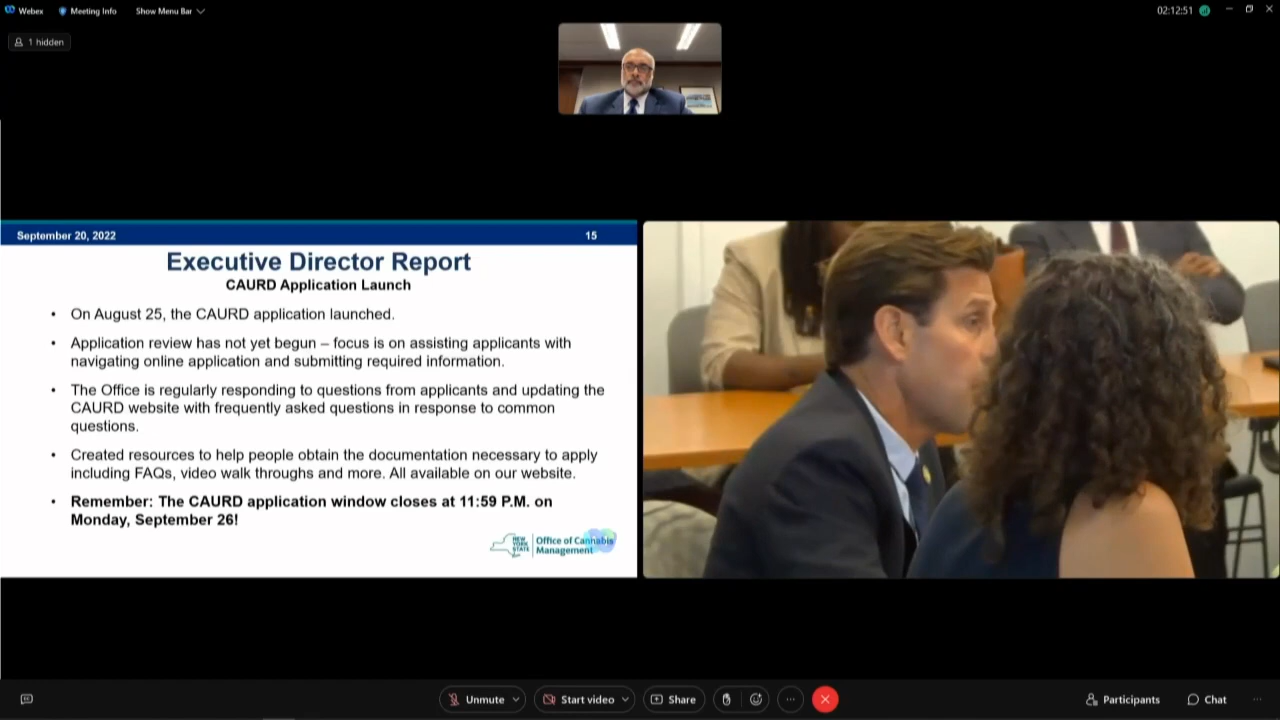 Webex
Meeting Info
Show Menu Bar
02:12:51
1 hidden
September 20, 2022
15
Executive Director Report
CAURD Application Launch
• On August 25, the CAURD application launched.
• Application review has not yet begun – focus is on assisting applicants with
navigating online application and submitting required information.
• The Office is regularly responding to questions from applicants and updating the
CAURD website with frequently asked questions in response to common
questions.
• Created resources to help people obtain the documentation necessary to apply
including FAQs, video walk throughs and more. All available on our website.
• Remember: The CAURD application window closes at 11:59 P.M. on
Monday, September 26!
NEW
YORK
STATE
Office of Cannabis
Management
Unmute
Start video
Share
Participants
Chat